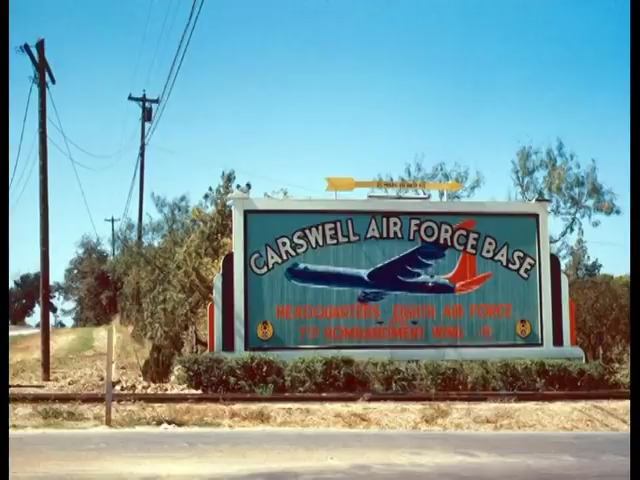 CARSWELL AIR FORCE BASE
HEADQUARTERS EIGHTH AIR FORCE
7TH BOMBARDMENT WING